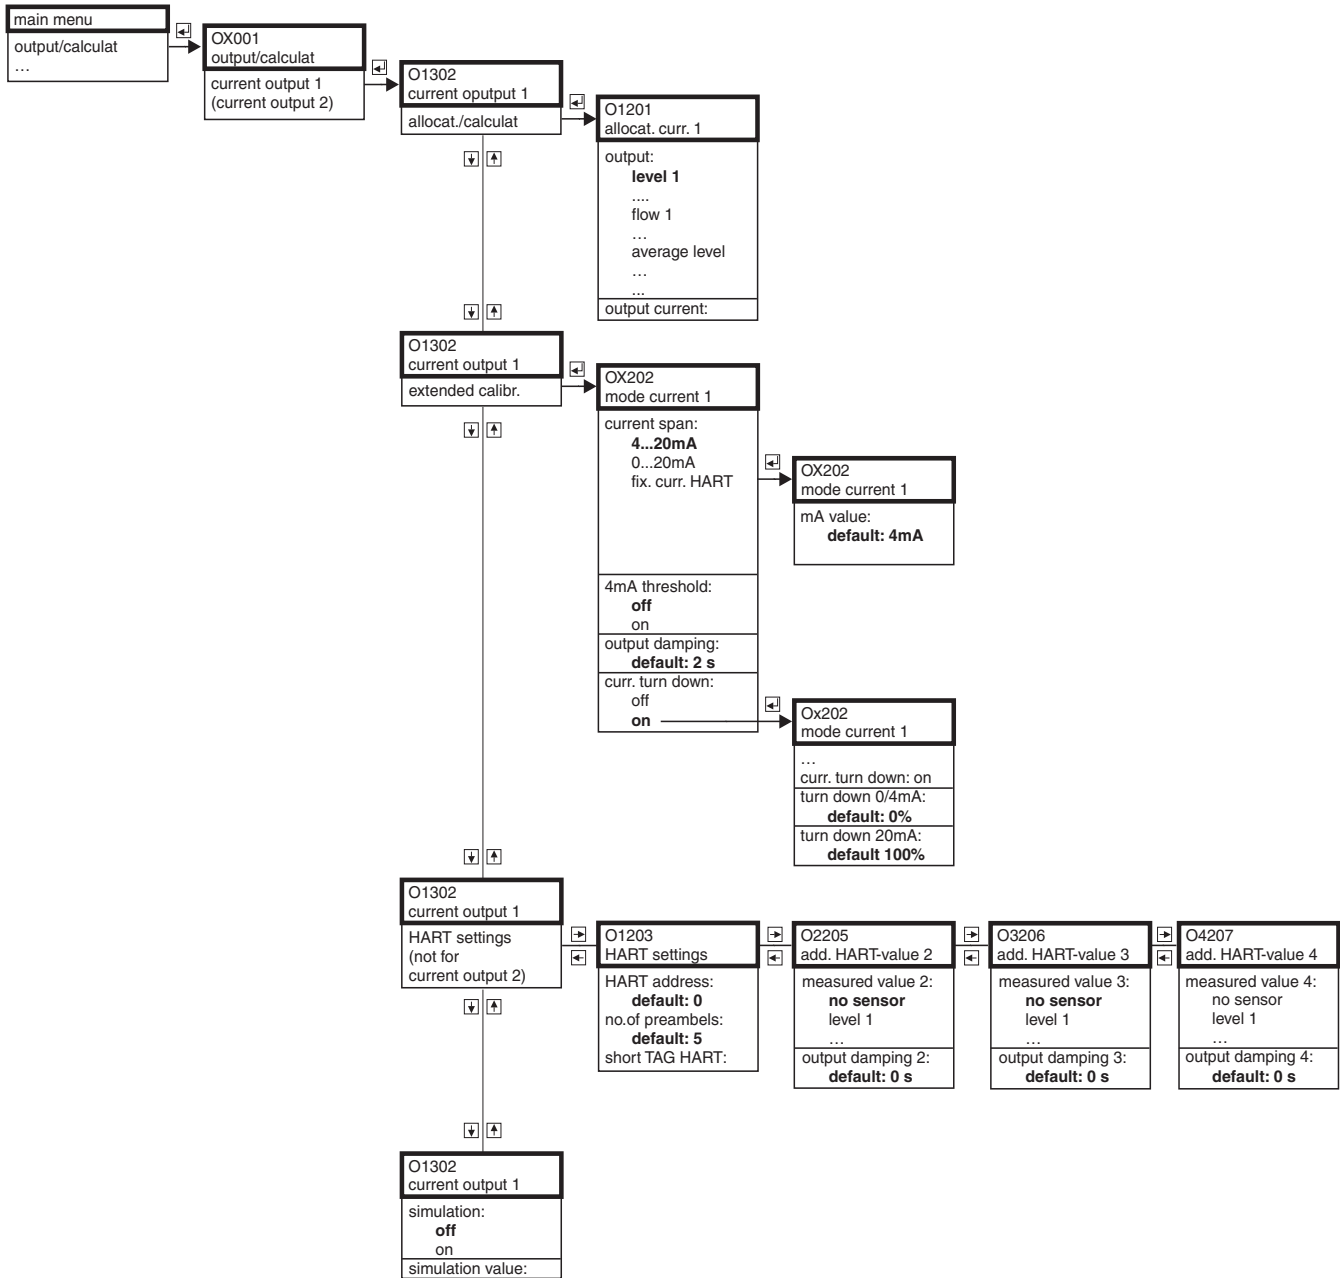 main menu
output/calculat
…
OX001
output/calculat
current output 1
(current output 2)
O1302
current oputput 1
allocat./calculat
O1201
allocat. curr. 1
output:
level 1
....
flow 1
…
average level
…
...
output current:
O1302
current output 1
extended calibr.
OX202
mode current 1
current span:
4...20mA
0...20mA
fix. curr. HART
OX202
mode current 1
mA value:
default: 4mA
4mA threshold:
off
on
output damping:
default: 2 s
curr. turn down:
off
on
Ox202
mode current 1
…
curr. turn down: on
turn down 0/4mA:
default: 0%
turn down 20mA:
default 100%
O1302
current output 1
HART settings
(not for
current output 2)
O1203
HART settings
HART address:
default: 0
no.of preambels:
default: 5
short TAG HART:
O2205
add. HART-value 2
measured value 2:
no sensor
level 1
…
output damping 2:
default: 0 s
O3206
add. HART-value 3
measured value 3:
no sensor
level 1
…
output damping 3:
default: 0 s
O4207
add. HART-value 4
measured value 4:
no sensor
level 1
…
output damping 4:
default: 0 s
O1302
current output 1
simulation:
off
on
simulation value: